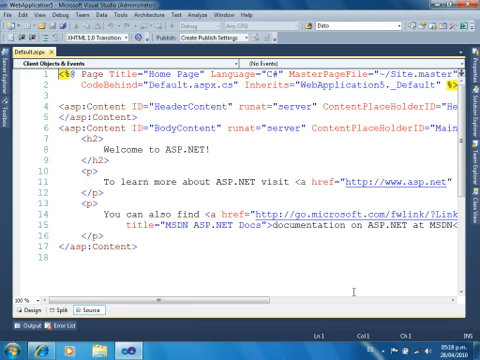 WebApplication5 - Microsoft Visual Studio (Administrator)
File Edit View Project Build Debug Team Data Tools Architecture Test Analyze Window Help
Debug Any CPU Dato
XHTML 1.0 Transition Publish: Create Publish Settings
Default.aspx
Client Objects & Events (No Events)
1 <%@ Page Title="Home Page" Language="C#" MasterPageFile="~/Site.master"
2 CodeBehind="Default.aspx.cs" Inherits="WebApplication5._Default" %>
3
4 <asp:Content ID="HeaderContent" runat="server" ContentPlaceHolderID="He
5 </asp:Content>
6 <asp:Content ID="BodyContent" runat="server" ContentPlaceHolderID="Main
7 <h2>
8 Welcome to ASP.NET!
9 </h2>
10 <p>
11 To learn more about ASP.NET visit <a href="http://www.asp.net"
12 </p>
13 <p>
14 You can also find <a href="http://go.microsoft.com/fwlink/?Link
15 title="MSDN ASP.NET Docs">documentation on ASP.NET at MSDN<
16 </p>
17 </asp:Content>
18
100 %
Design Split Source
Output Error List
Ln 1 Col 1 Ch 1
ES 05:18 p.m.
28/04/2010
Server Explorer
Toolbox
Properties
Solution Explorer
Team Explorer
Class View